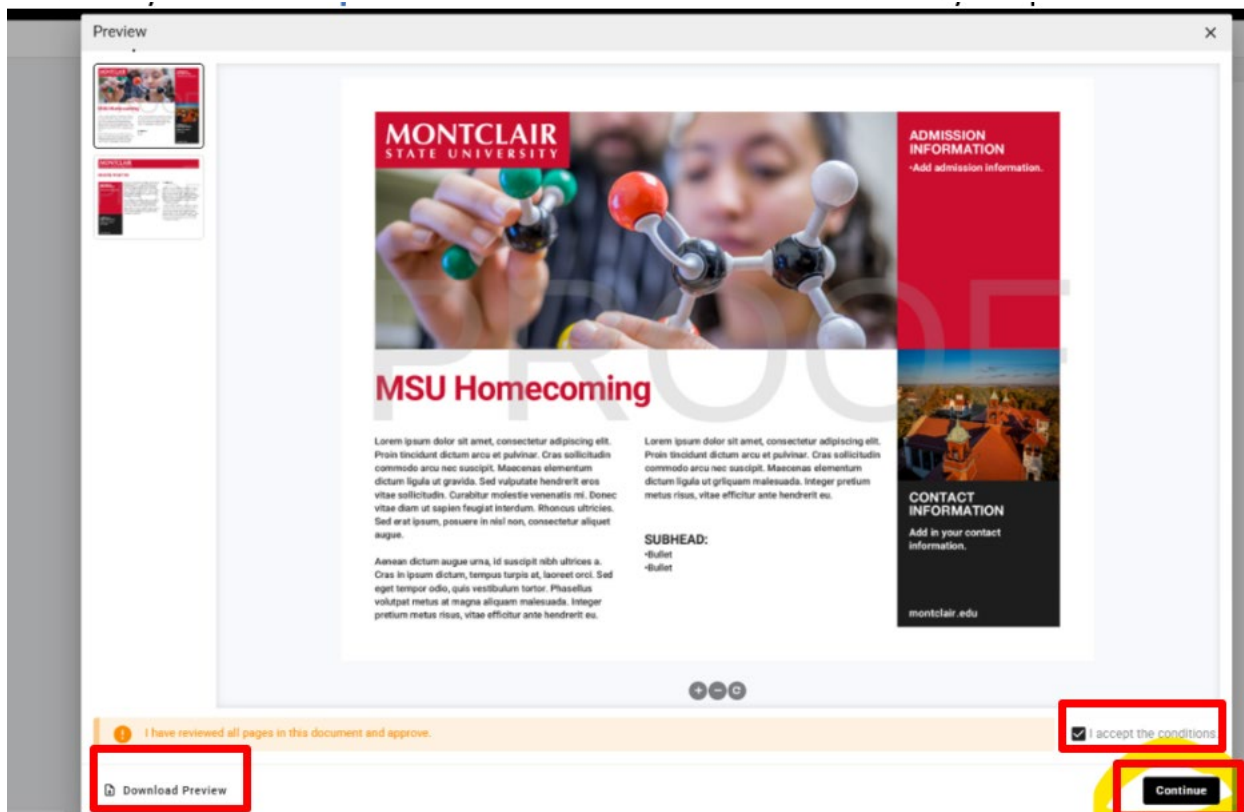 Preview
MONTCLAIR
STATE UNIVERSITY
ADMISSION
INFORMATION
•Add admission information.
PROOF
MSU Homecoming
Lorem ipsum dolor sit amet, consectetur adipiscing elit.
Proin tincidunt dictum arcu et pulvinar. Cras sollicitudin
commodo arcu nec suscipit. Maecenas elementum
dictum ligula ut gravida. Sed vulputate hendrerit eros
vitae sollicitudin. Curabitur molestie venenatis mi. Donec
vitae diam ut sapien feugiat interdum. Rhoncus ultricies.
Sed erat ipsum, posuere in nisl non, consectetur aliquet
augue.
Aenean dictum augue urna, id suscipit nibh ultrices a.
Cras in ipsum dictum, tempus turpis at, laoreet orci. Sed
eget tempor odio, quis vestibulum tortor. Phasellus
volutpat metus at magna aliquam malesuada. Integer
pretium metus risus, vitae efficitur ante hendrerit eu.
Lorem ipsum dolor sit amet, consectetur adipiscing elit.
Proin tincidunt dictum arcu et pulvinar. Cras sollicitudin
commodo arcu nec suscipit. Maecenas elementum
dictum ligula ut grliquam malesuada. Integer pretium
metus risus, vitae efficitur ante hendrerit eu.
SUBHEAD:
•Bullet
•Bullet
CONTACT
INFORMATION
Add in your contact
information.
montclair.edu
I have reviewed all pages in this document and approve.
I accept the conditions.
Download Preview
Continue